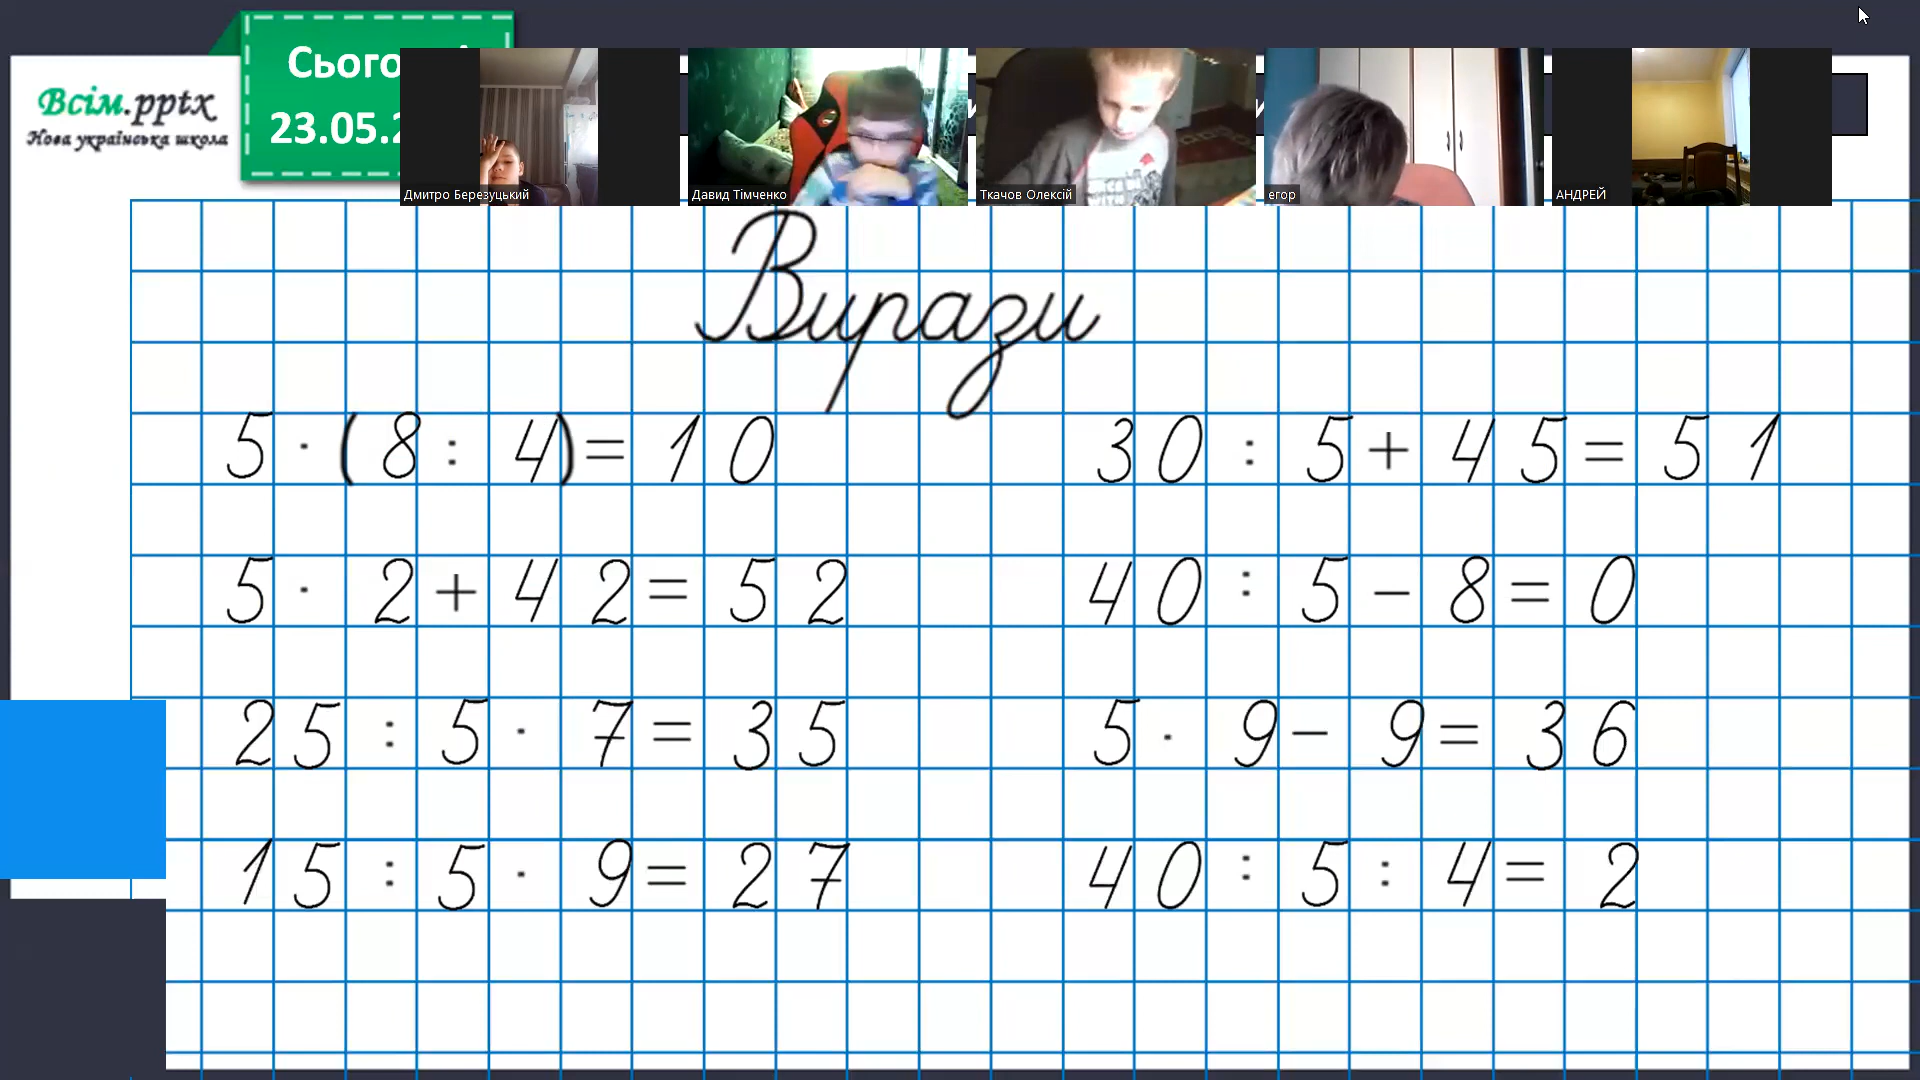 Всім.pptx
Нова українська школа
23.05.
Дмитро Березуцький
Давид Тімченко
Ткачов Олексій
егор
АНДРЕЙ
Вирази
5 · (8 : 4) = 10
30 : 5 + 45 = 51
5 · 2 + 42 = 52
40 : 5 − 8 = 0
25 : 5 · 7 = 35
5 · 9 − 9 = 36
15 : 5 · 9 = 27
40 : 5 : 4 = 2